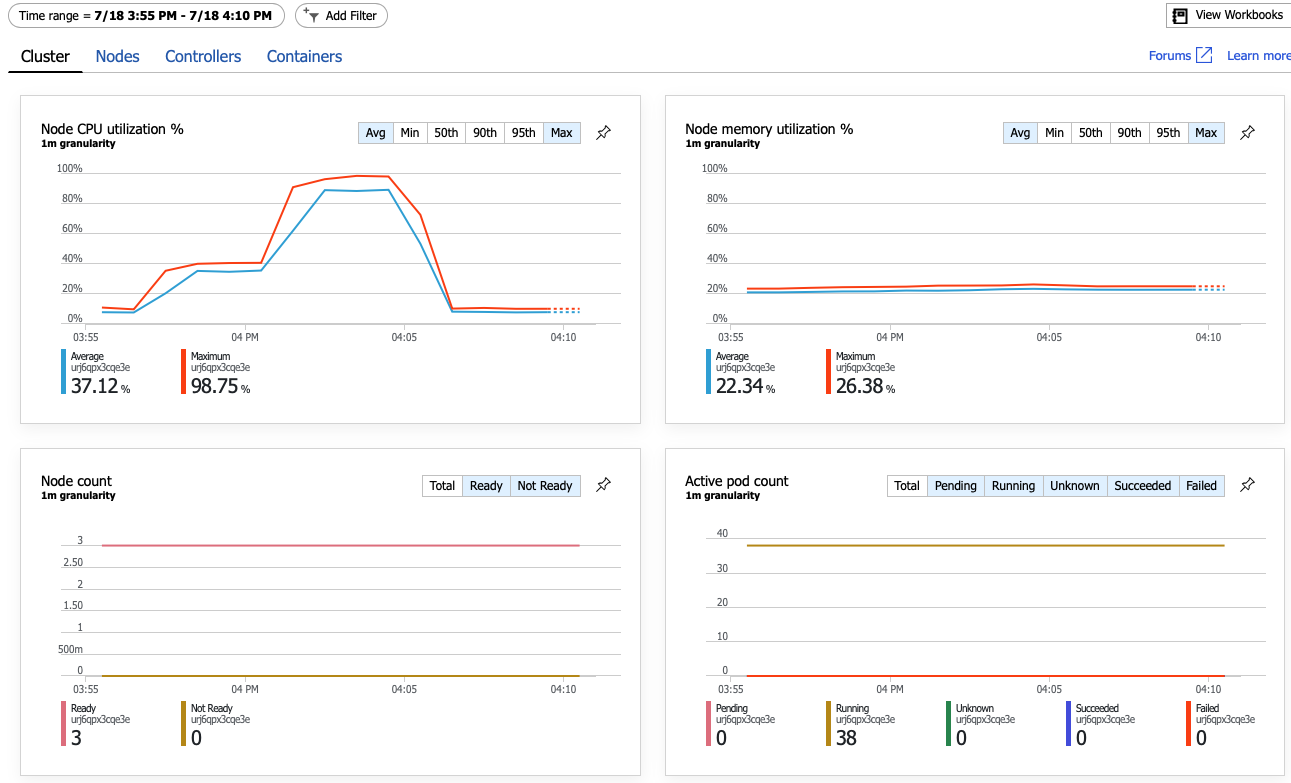 Time range = 7/18 3:55 PM - 7/18 4:10 PM
Add Filter
View Workbooks
Cluster Nodes Controllers Containers
Forums Learn more
Node CPU utilization %
1m granularity
Avg Min 50th 90th 95th Max
100%
80%
60%
40%
20%
0%
03:55 04 PM 04:05 04:10
Average
urj6qpx3cqe3e
37.12 %
Maximum
urj6qpx3cqe3e
98.75 %
Node memory utilization %
1m granularity
Avg Min 50th 90th 95th Max
100%
80%
60%
40%
20%
0%
03:55 04 PM 04:05 04:10
Average
urj6qpx3cqe3e
22.34 %
Maximum
urj6qpx3cqe3e
26.38 %
Node count
1m granularity
Total Ready Not Ready
3
2.50
2
1.50
1
500m
0
03:55 04 PM 04:05 04:10
Ready
urj6qpx3cqe3e
3
Not Ready
urj6qpx3cqe3e
0
Active pod count
1m granularity
Total Pending Running Unknown Succeeded Failed
40
30
20
10
0
03:55 04 PM 04:05 04:10
Pending
urj6qpx3cqe3e
0
Running
urj6qpx3cqe3e
38
Unknown
urj6qpx3cqe3e
0
Succeeded
urj6qpx3cqe3e
0
Failed
urj6qpx3cqe3e
0